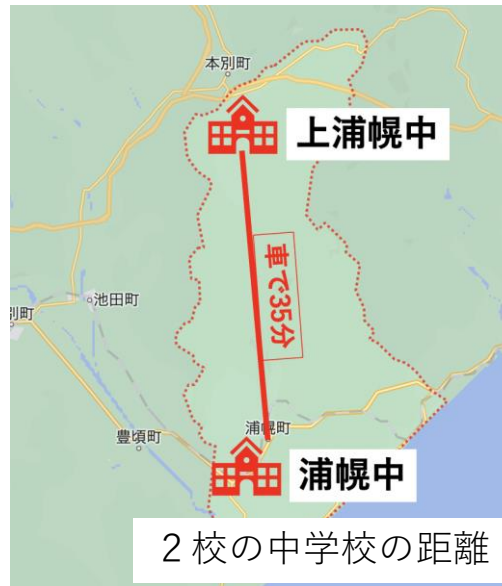 本別町
上浦幌中
車で35分
池田町
別町
浦幌町
豊頃町
浦幌中
2校の中学校の距離